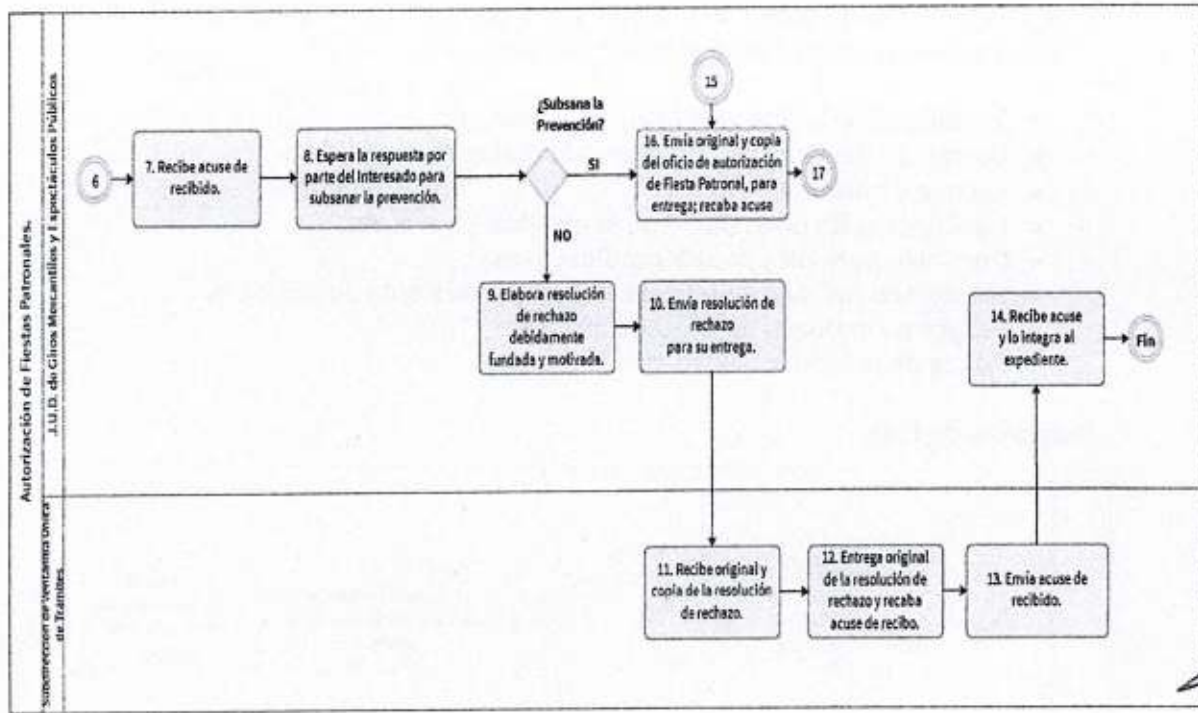 Autorización de Fiestas Patronales.
J.U.D. de Giros Mercantiles y Espectáculos Públicos
6
7. Recibe acuse de
recibido.
8. Espera la respuesta por
parte del Interesado para
subsanar la prevención.
¿Subsana la
Prevención?
SI
NO
15
16. Envía original y copia
del oficio de autorización
de Fiesta Patronal, para
entrega; recaba acuse
17
9. Elabora resolución
de rechazo
debidamente
fundada y motivada.
10. Envía resolución de
rechazo
para su entrega.
14. Recibe acuse
y lo integra al
expediente.
Fin
Subdirección de Ventanilla Única
de Trámites
11. Recibe original y
copia de la resolución
de rechazo.
12. Entrega original
de la resolución de
rechazo y recaba
acuse de recibo.
13. Envía acuse de
recibido.